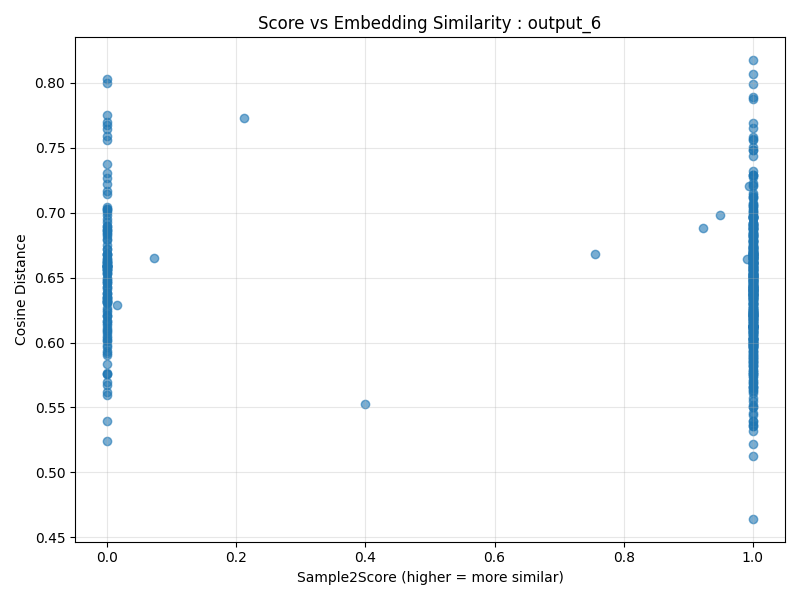 Score vs Embedding Similarity : output_6
Cosine Distance
0.80
0.75
0.70
0.65
0.60
0.55
0.50
0.45
0.0 0.2 0.4 0.6 0.8 1.0
Sample2Score (higher = more similar)